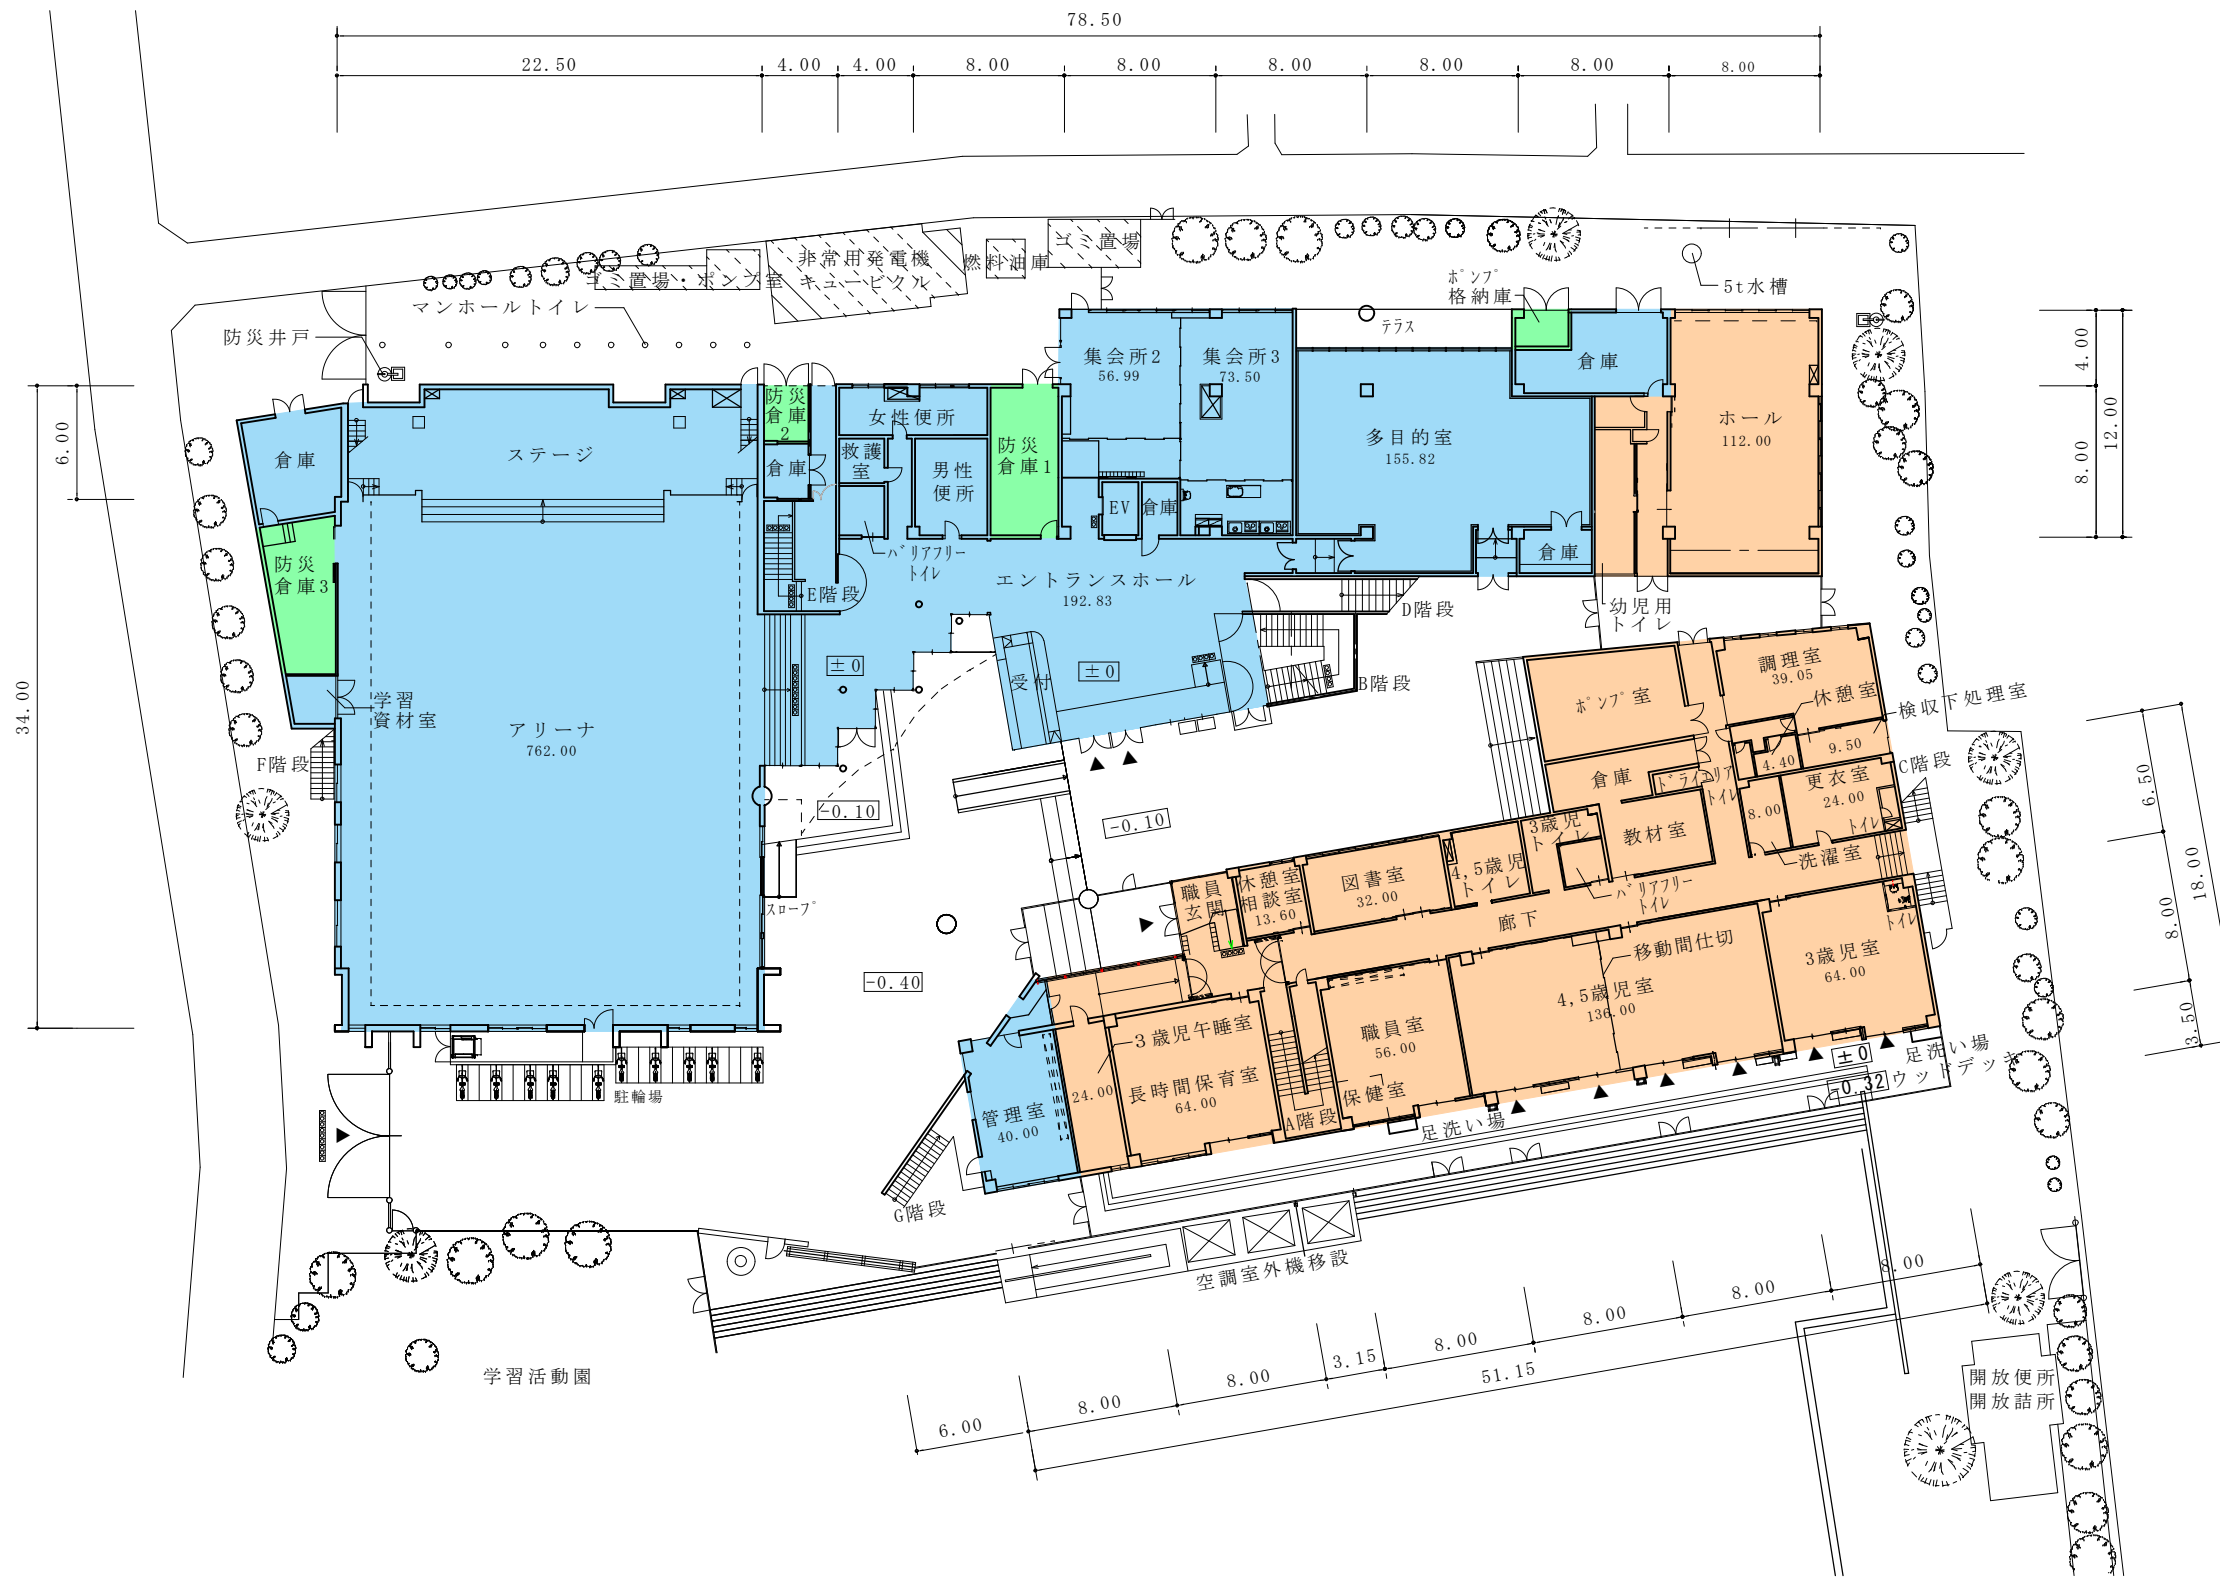 78.50
22.50
4.00
4.00
8.00
8.00
8.00
8.00
8.00
8.00
ゴミ置場
非常用発電機
キュービクル
燃料油庫
ゴミ置場・ポンプ室
マンホールトイレ
防災井戸
ポンプ
格納庫
5t水槽
テラス
6.00
34.00
4.00
8.00
12.00
倉庫
ステージ
防災
倉庫
2
倉庫
女性便所
救護
室
男性
便所
防災
倉庫1
集会所2
56.99
集会所3
73.50
EV
倉庫
多目的室
155.82
倉庫
倉庫
ホール
112.00
防災
倉庫3
バリアフリー
トイレ
E階段
エントランスホール
192.83
D階段
幼児用
トイレ
±0
±0
受付
B階段
学習
資材室
F階段
アリーナ
762.00
-0.10
-0.10
スロープ
-0.40
ポンプ室
調理室
39.05
休憩室
検収下処理室
9.50
4.40
倉庫
ドライエリア
トイレ
更衣室
24.00
C階段
8.00
トイレ
洗濯室
3歳児
トイレ
教材室
バリアフリー
トイレ
4,5歳児
トイレ
図書室
32.00
休憩室
相談室
13.60
職員
玄関
廊下
移動間仕切
トイレ
3歳児室
64.00
4,5歳児室
136.00
職員室
56.00
保健室
3歳児午睡室
24.00
長時間保育室
64.00
A階段
管理室
40.00
足洗い場
足洗い場
±0
-0.32
ウッドデッキ
G階段
駐輪場
空調室外機移設
学習活動園
6.50
8.00
18.00
3.50
6.00
8.00
8.00
3.15
8.00
8.00
8.00
8.00
51.15
開放便所
開放詰所